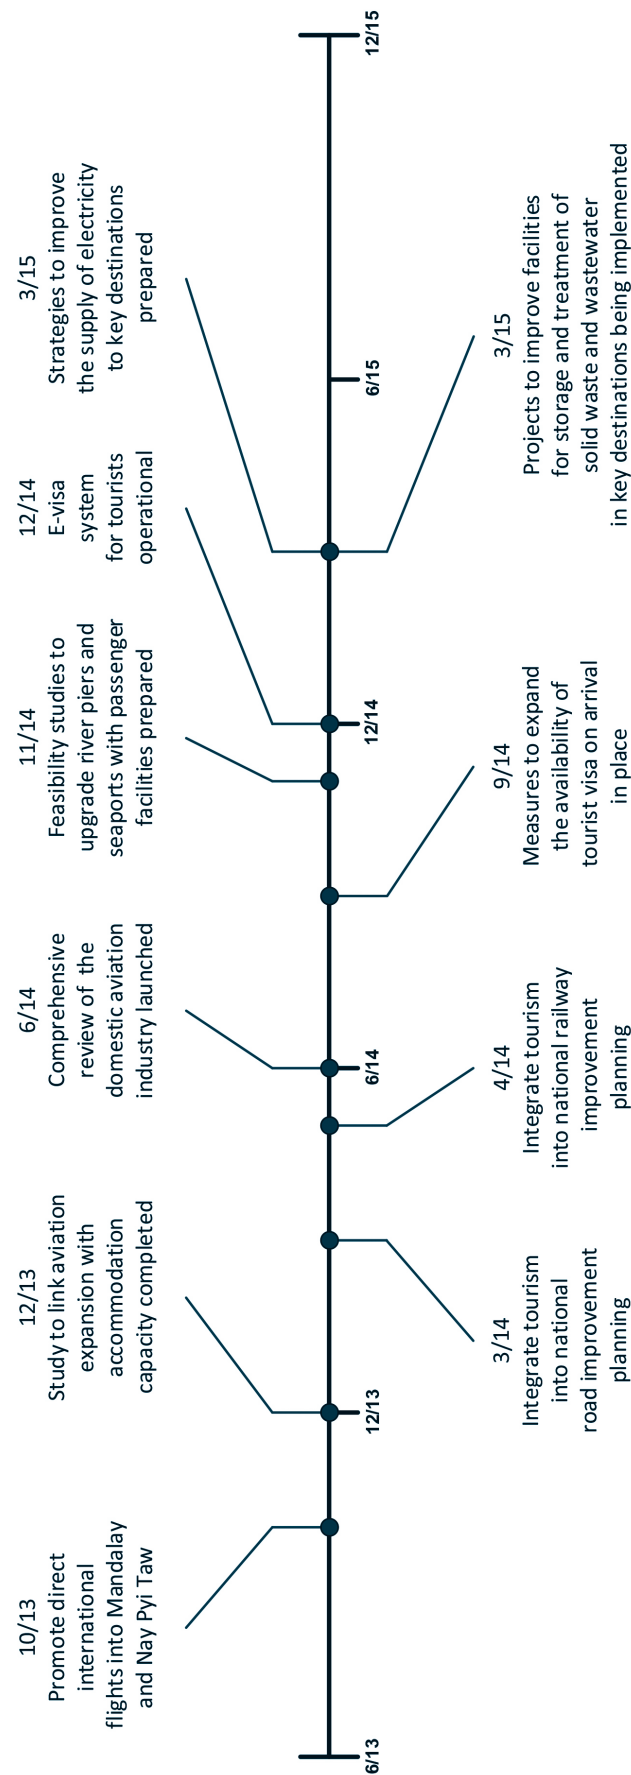 10/13
Promote direct
international
flights into Mandalay
and Nay Pyi Taw
12/13
Study to link aviation
expansion with
accommodation
capacity completed
6/14
Comprehensive
review of the
domestic aviation
industry launched
11/14
Feasibility studies to
upgrade river piers and
seaports with passenger
facilities prepared
12/14
E-visa
system
for tourists
operational
3/15
Strategies to improve
the supply of electricity
to key destinations
prepared
6/13
12/13
6/14
12/14
6/15
12/15
3/14
Integrate tourism
into national
road improvement
planning
4/14
Integrate tourism
into national railway
improvement
planning
9/14
Measures to expand
the availability of
tourist visa on arrival
in place
3/15
Projects to improve facilities
for storage and treatment of
solid waste and wastewater
in key destinations being implemented